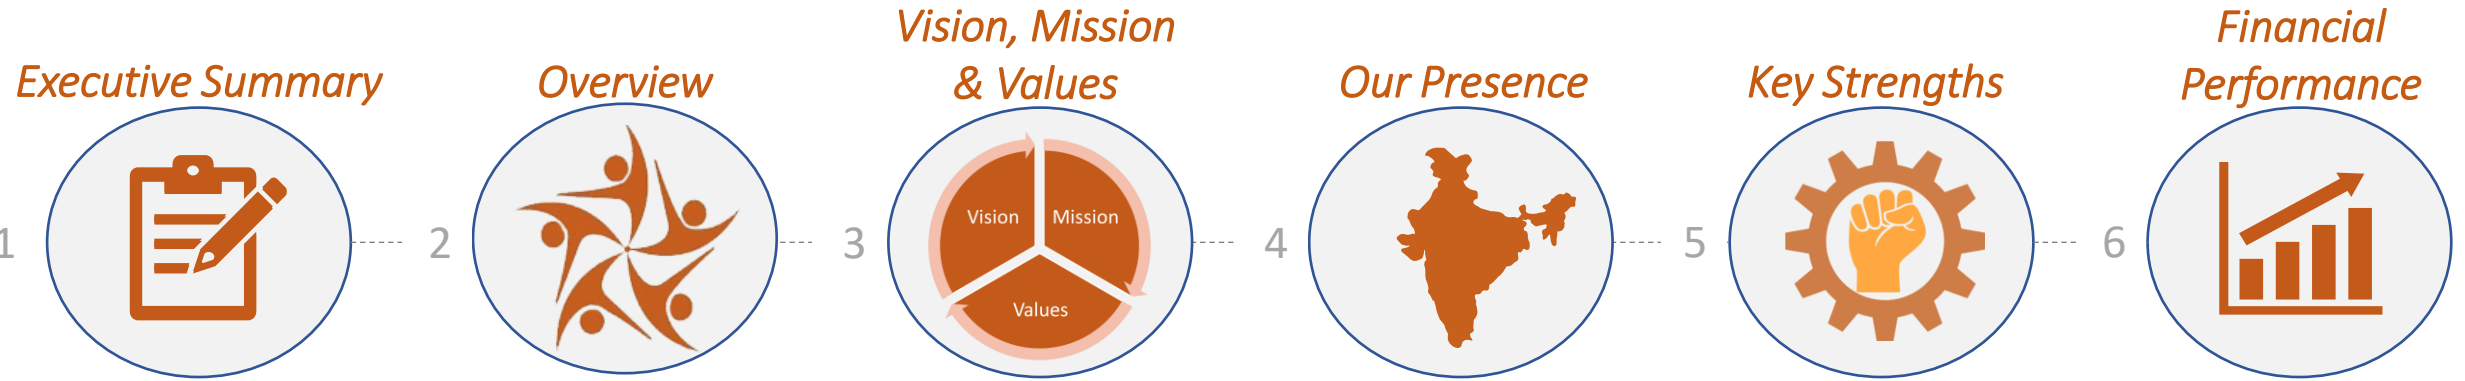 1
Executive Summary
2
Overview
3
Vision, Mission
& Values
Vision
Mission
Values
4
Our Presence
5
Key Strengths
6
Financial
Performance